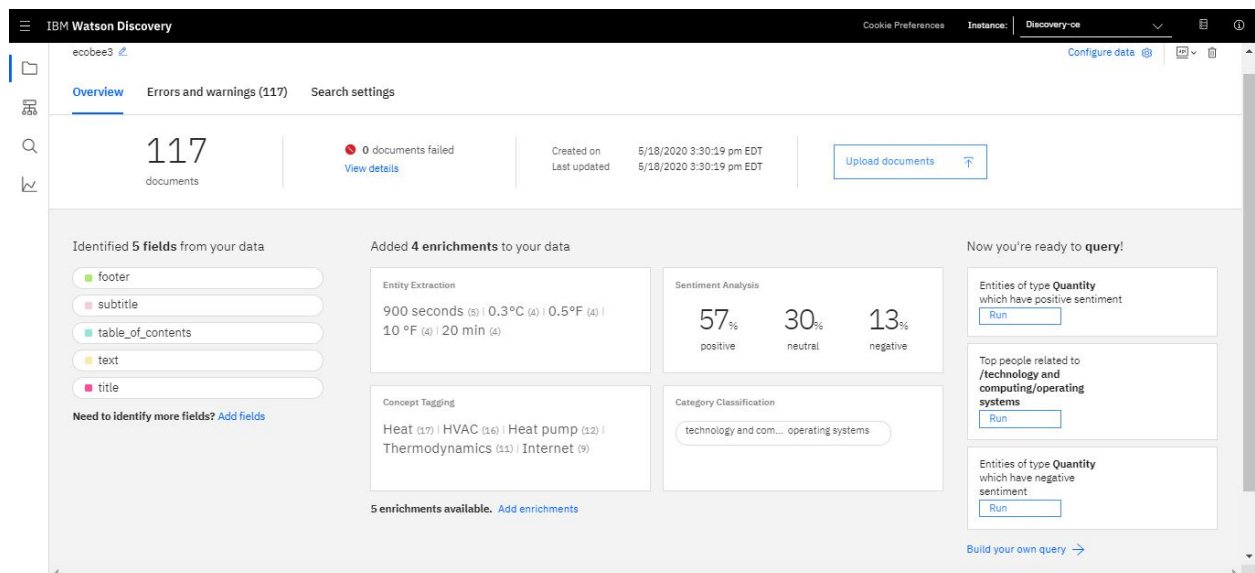 IBM Watson Discovery
Cookie Preferences
Instance:
Discovery-ce
ecobee3
Configure data
Overview
Errors and warnings (117)
Search settings
117
documents
0 documents failed
View details
Created on 5/18/2020 3:30:19 pm EDT
Last updated 5/18/2020 3:30:19 pm EDT
Upload documents
Identified 5 fields from your data
footer
subtitle
table_of_contents
text
title
Need to identify more fields? Add fields
Added 4 enrichments to your data
Entity Extraction
900 seconds (5) | 0.3°C (4) | 0.5°F (4) |
10 °F (4) | 20 min (4)
Sentiment Analysis
57% 30% 13%
positive neutral negative
Concept Tagging
Heat (17) | HVAC (16) | Heat pump (12) |
Thermodynamics (11) | Internet (9)
Category Classification
technology and com... operating systems
5 enrichments available. Add enrichments
Now you're ready to query!
Entities of type Quantity
which have positive sentiment
Run
Top people related to
/technology and
computing/operating
systems
Run
Entities of type Quantity
which have negative
sentiment
Run
Build your own query →